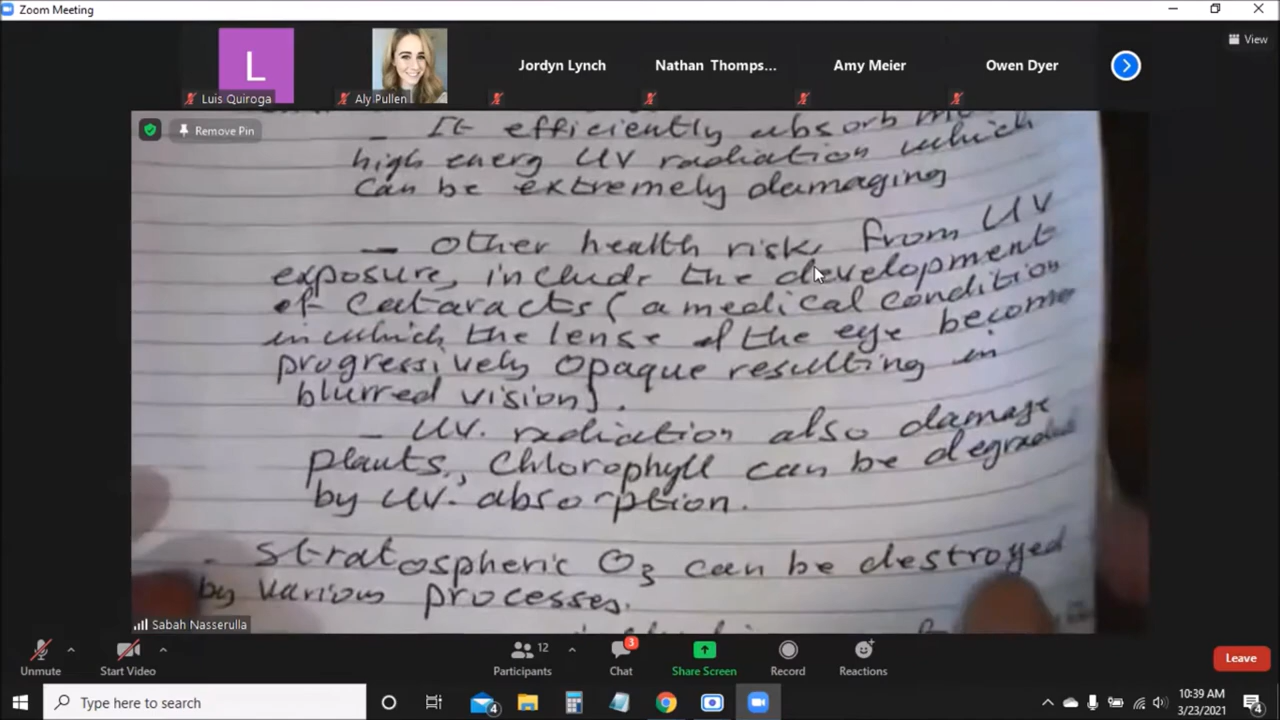 Zoom Meeting
View
L
Luis Quiroga
Aly Pullen
Jordyn Lynch
Nathan Thomps...
Amy Meier
Owen Dyer
Remove Pin
- It efficiently absorb
high energ UV radiation which
can be extremely damaging
- Other health risks from UV
exposure, include the development
of Cataracts (a medical condition
in which the lense of the eye become
progressively opaque resulting in
blurred vision).
- UV. radiation also damage
plants, Chlorophyll can be degraded
by UV. absorption.
- Stratospheric O3 can be destroyed
by various processes.
Sabah Nasserulla
Unmute
Start Video
12
Participants
3
Chat
Share Screen
Record
Reactions
Leave
Type here to search
4
10:39 AM
3/23/2021
4